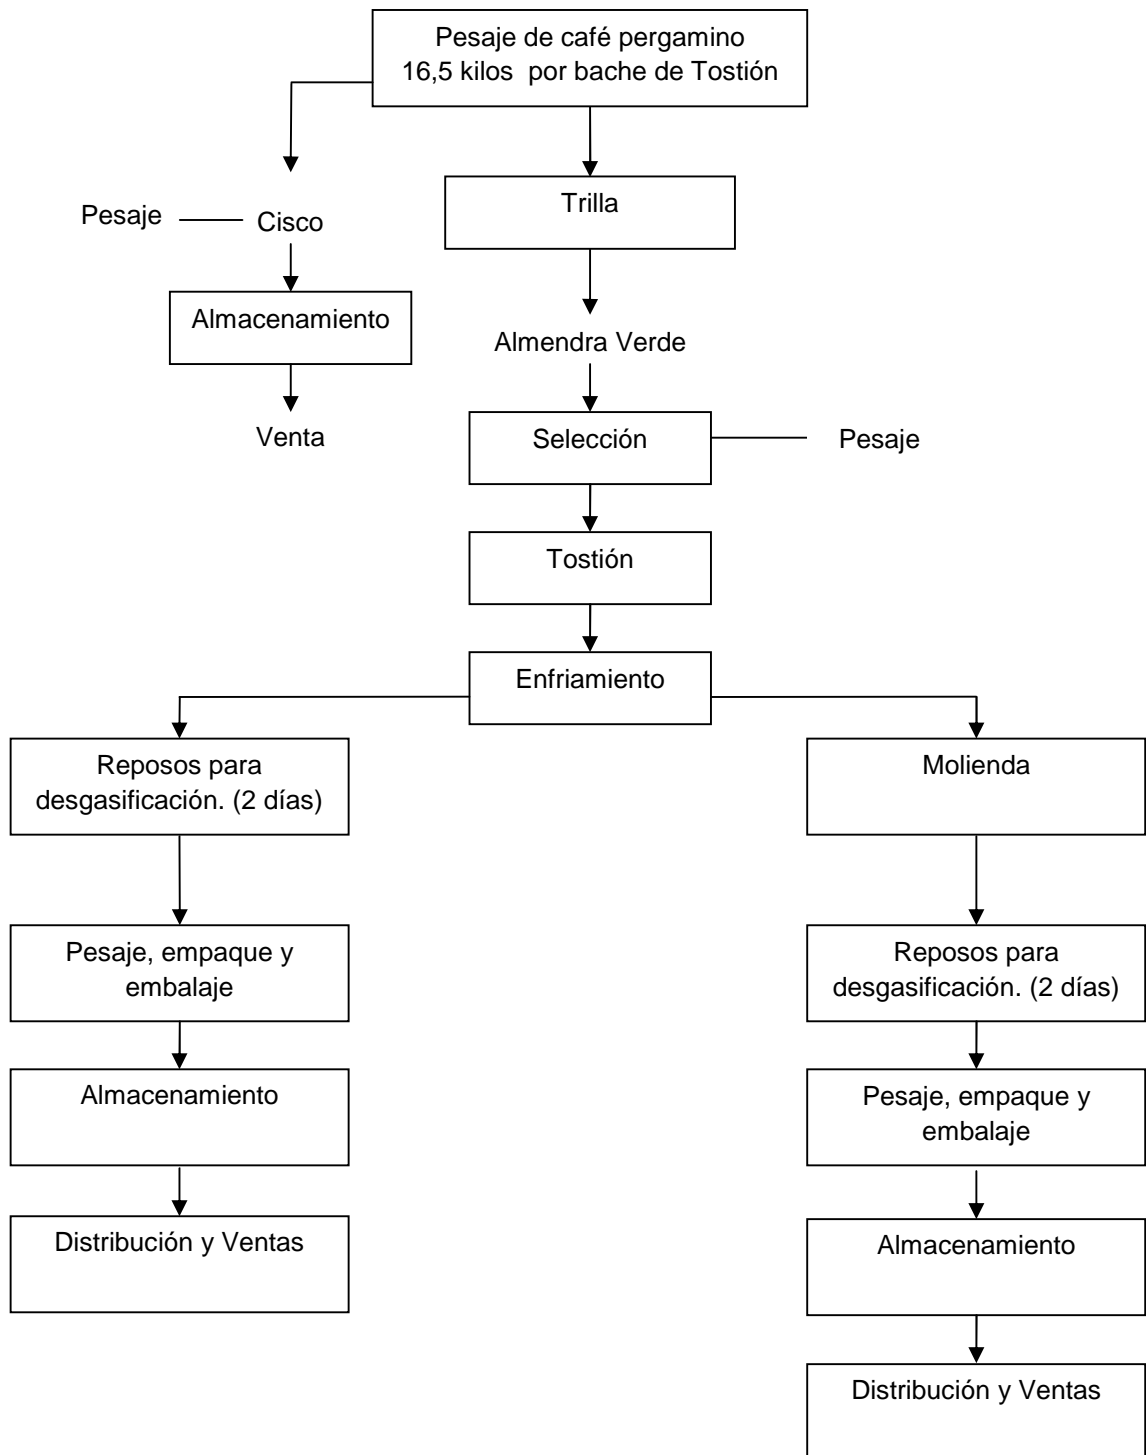 Pesaje de café pergamino
16,5 kilos por bache de Tostión
Trilla
Pesaje
Cisco
Almacenamiento
Almendra Verde
Venta
Selección
Pesaje
Tostión
Enfriamiento
Reposos para
desgasificación. (2 días)
Molienda
Pesaje, empaque y
embalaje
Reposos para
desgasificación. (2 días)
Almacenamiento
Pesaje, empaque y
embalaje
Distribución y Ventas
Almacenamiento
Distribución y Ventas